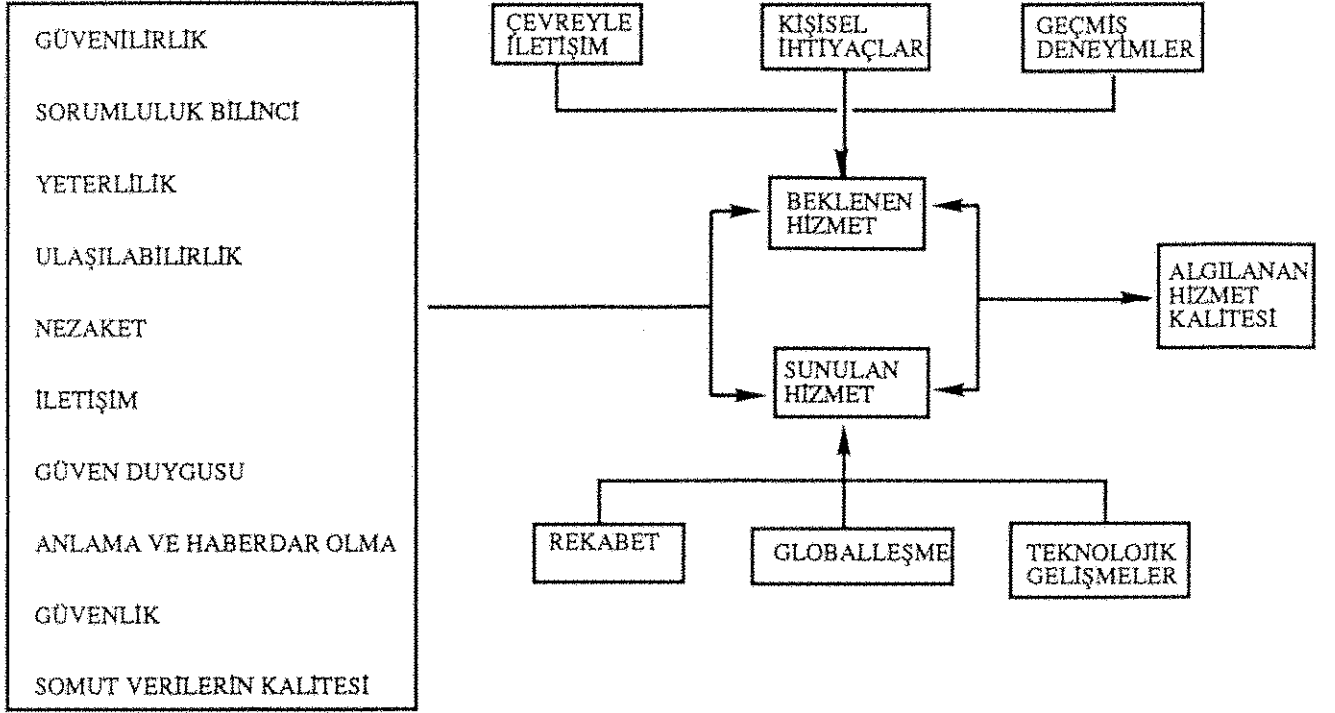 GÜVENİLİRLİK
SORUMLULUK BİLİNCİ
YETERLİLİK
ULAŞILABİLİRLİK
NEZAKET
İLETİŞİM
GÜVEN DUYGUSU
ANLAMA VE HABERDAR OLMA
GÜVENLİK
SOMUT VERİLERİN KALİTESİ
ÇEVREYLE
İLETİŞİM
KİŞİSEL
İHTİYAÇLAR
GEÇMİŞ
DENEYİMLER
BEKLENEN
HİZMET
ALGILANAN
HİZMET
KALİTESİ
SUNULAN
HİZMET
REKABET
GLOBALLEŞME
TEKNOLOJİK
GELİŞMELER